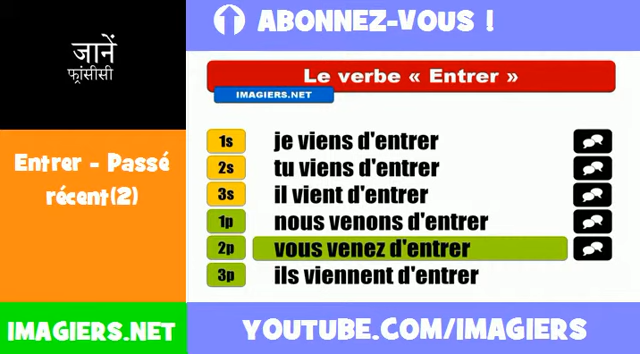 जानें
फ्रांसीसी
Entrer - Passé
récent(2)
IMAGIERS.NET
ABONNEZ-VOUS !
Le verbe « Entrer »
IMAGIERS.NET
1s je viens d'entrer
2s tu viens d'entrer
3s il vient d'entrer
1p nous venons d'entrer
2p vous venez d'entrer
3p ils viennent d'entrer
YOUTUBE.COM/IMAGIERS